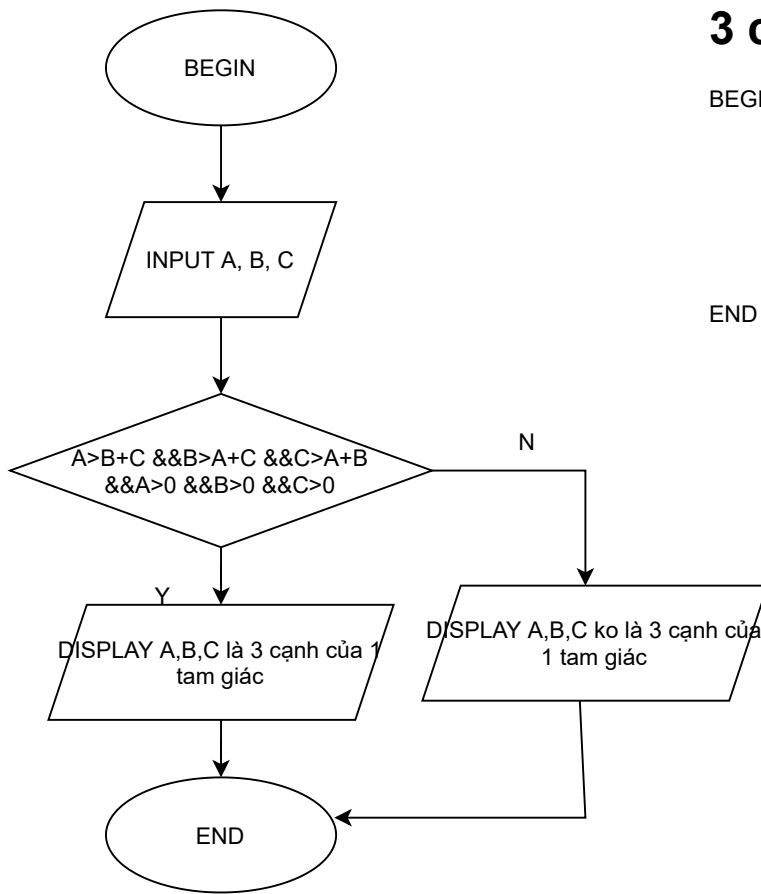 BEGIN
INPUT A, B, C
A>B+C &&B>A+C &&C>A+B
&&A>0 &&B>0 &&C>0
N
Y
DISPLAY A,B,C là 3 cạnh của 1
tam giác
DISPLAY A,B,C ko là 3 cạnh của
1 tam giác
END
3
END